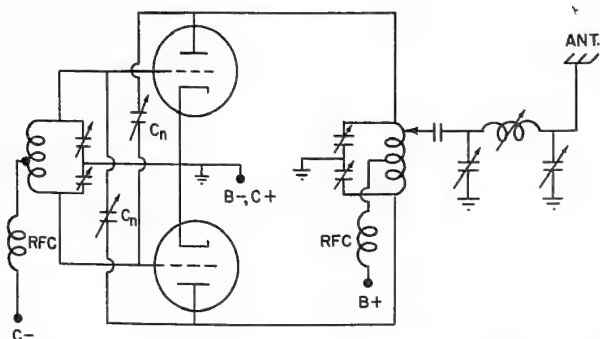 ANT.
Cn
B-, C+
Cn
RFC
RFC
B+
C-